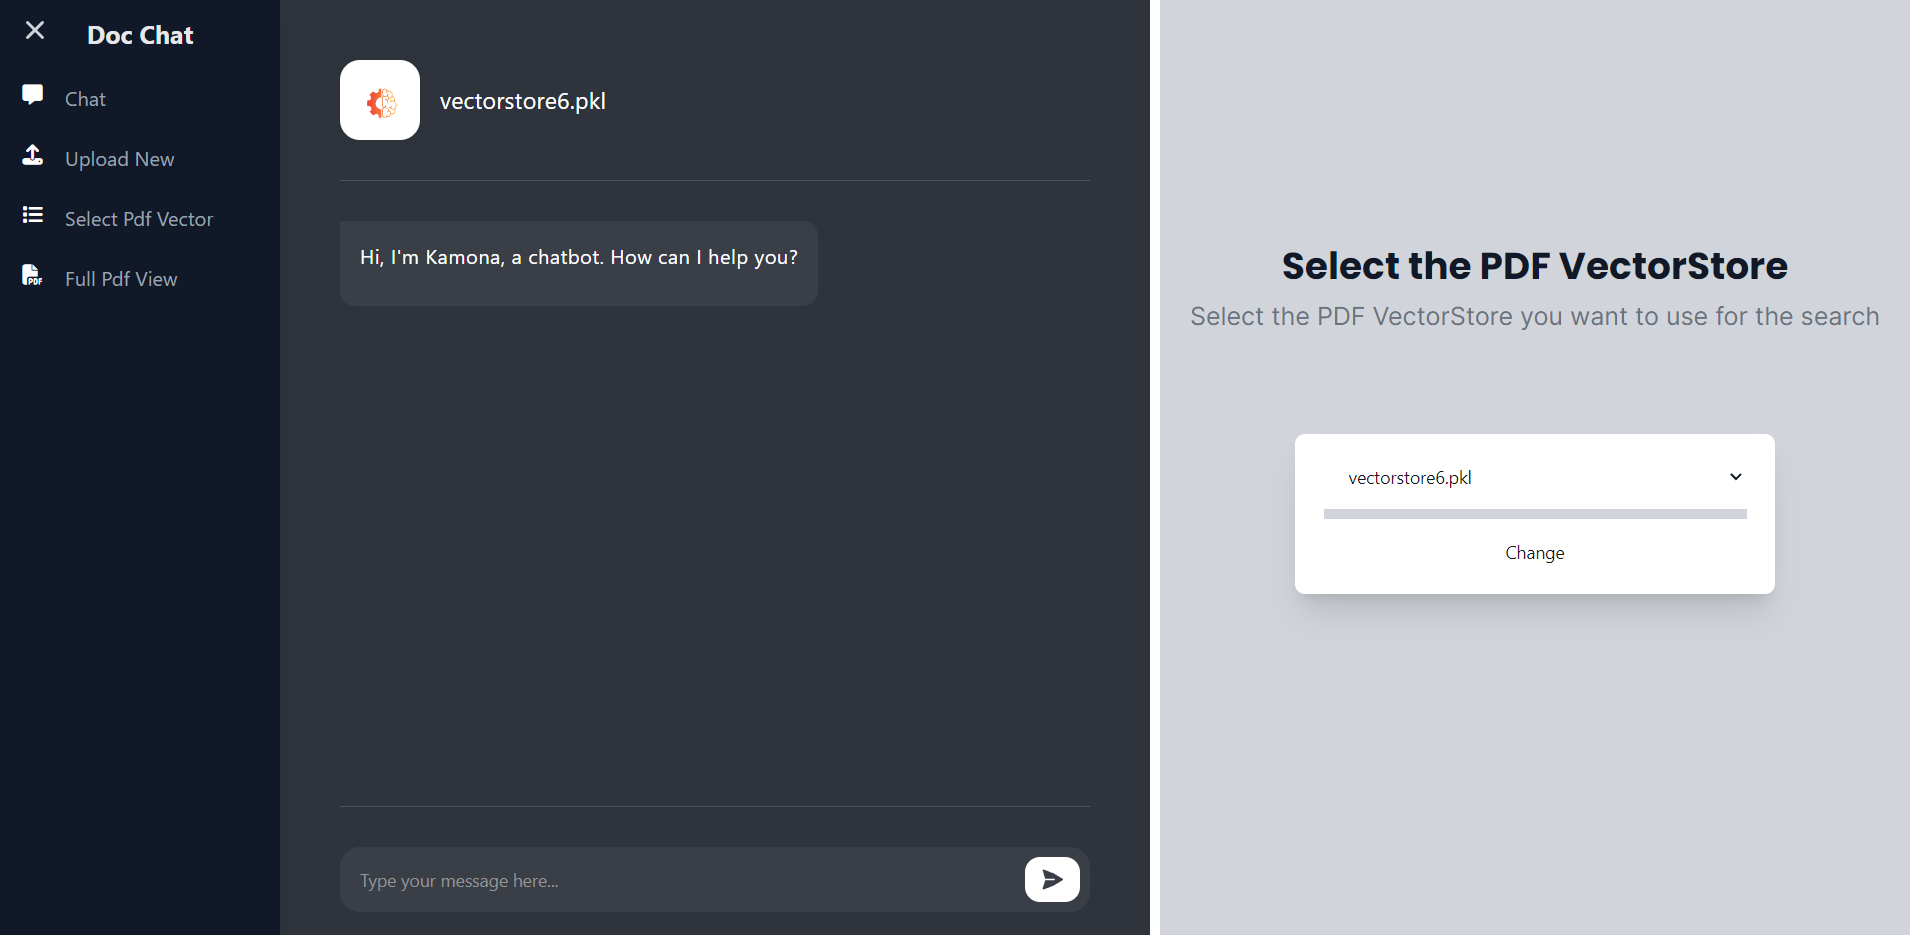 Doc Chat
Chat
Upload New
Select Pdf Vector
PDF
Full Pdf View
vectorstore6.pkl
Hi, I'm Kamona, a chatbot. How can I help you?
Type your message here...
Select the PDF VectorStore
Select the PDF VectorStore you want to use for the search
vectorstore6.pkl
Change